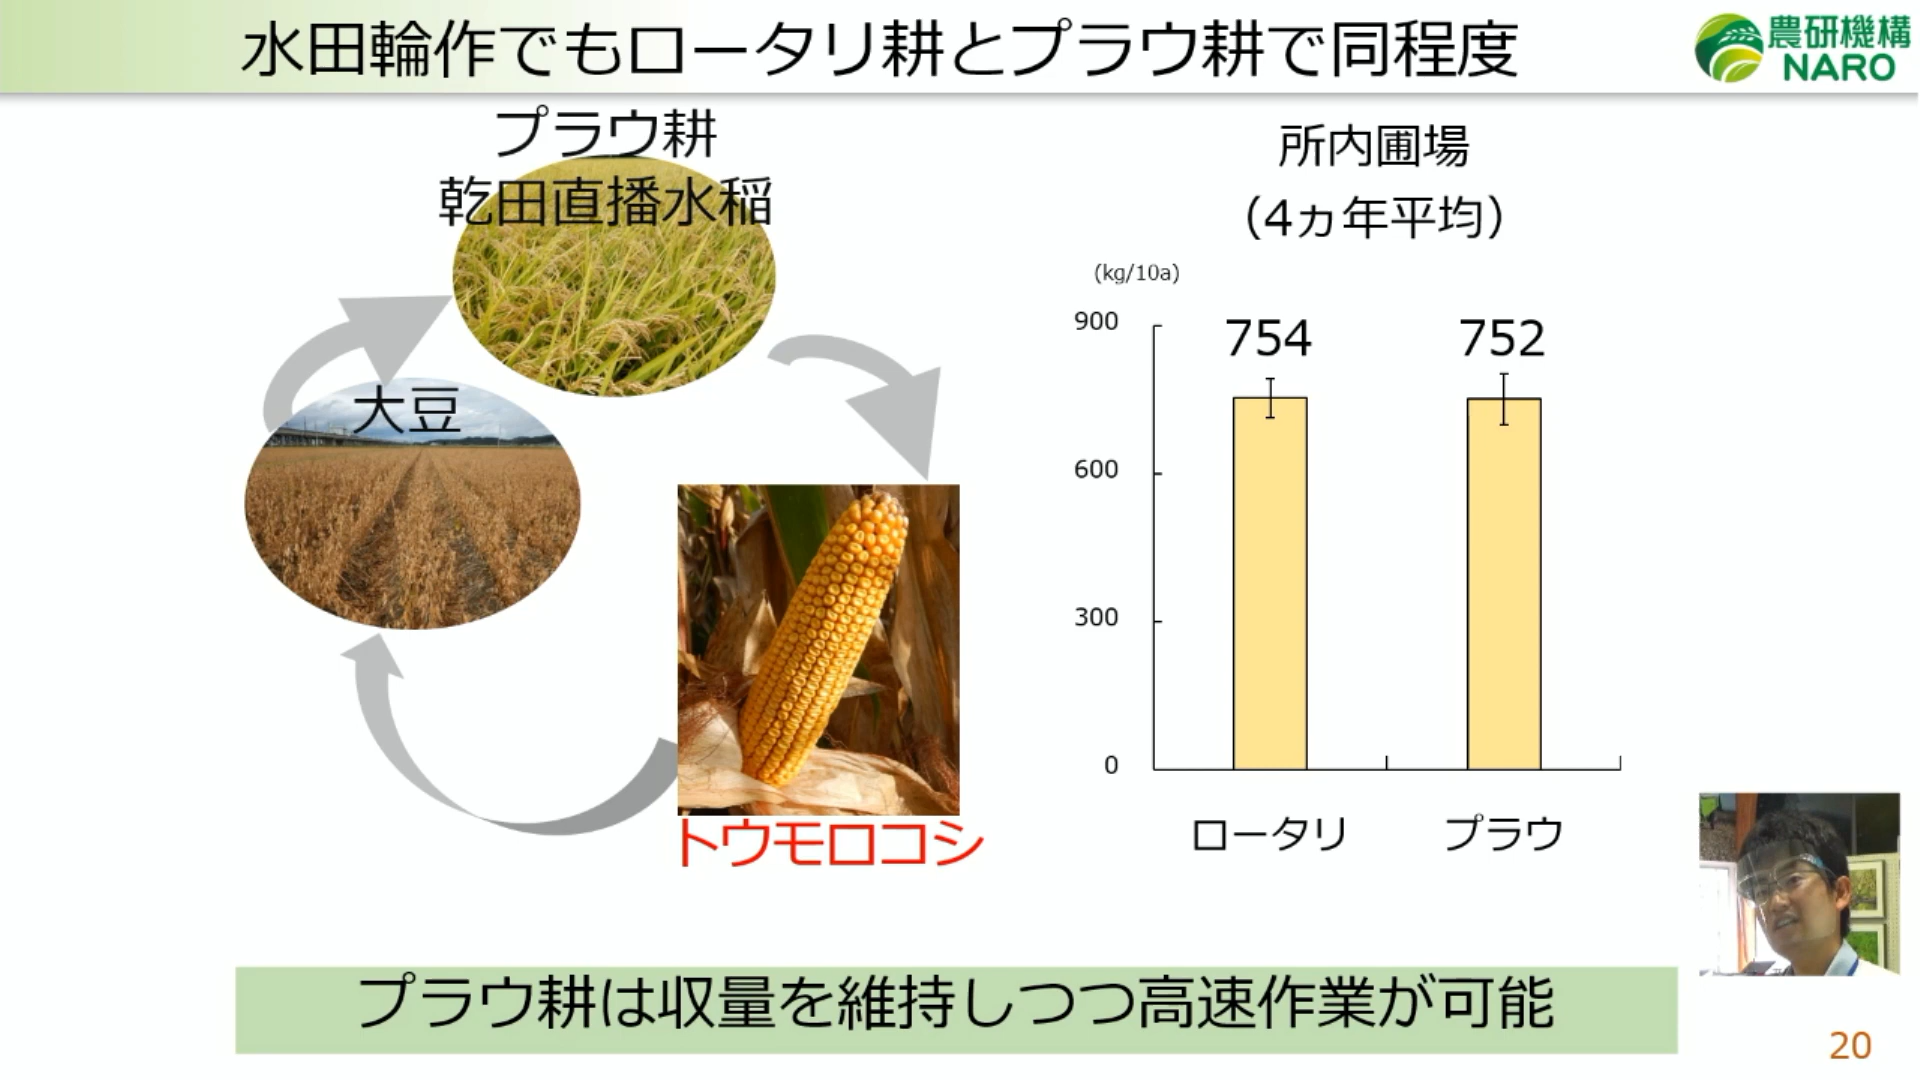 水田輪作でもロータリ耕とプラウ耕で同程度
農研機構
NARO
プラウ耕
乾田直播水稲
大豆
トウモロコシ
所内圃場
（4ヵ年平均）
(kg/10a)
900
600
300
0
754
752
ロータリ
プラウ
プラウ耕は収量を維持しつつ高速作業が可能
20